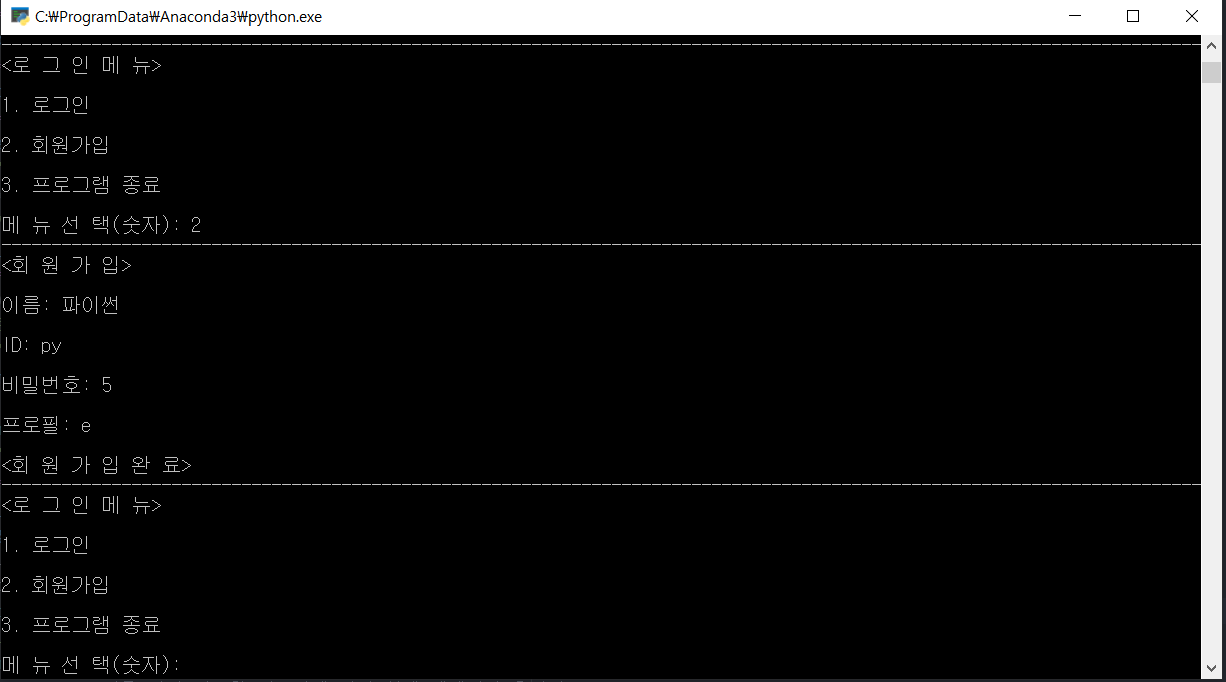 C:₩ProgramData₩Anaconda3₩python.exe
<로 그 인 메 뉴>
1. 로그인
2. 회원가입
3. 프로그램 종료
메 뉴 선 택(숫자): 2
<회 원 가 입>
이름: 파이썬
ID: py
비밀번호: 5
프로필: e
<회 원 가 입 완 료>
<로 그 인 메 뉴>
1. 로그인
2. 회원가입
3. 프로그램 종료
메 뉴 선 택(숫자):